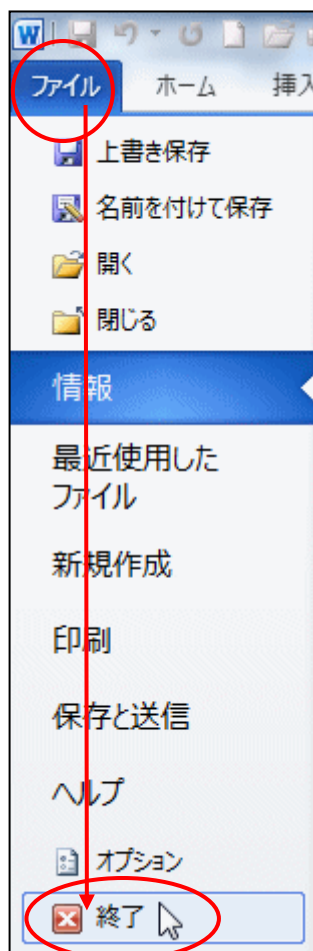 W
ファイル ホーム 挿入
上書き保存
名前を付けて保存
開く
閉じる
情報
最近使用した
ファイル
新規作成
印刷
保存と送信
ヘルプ
オプション
終了